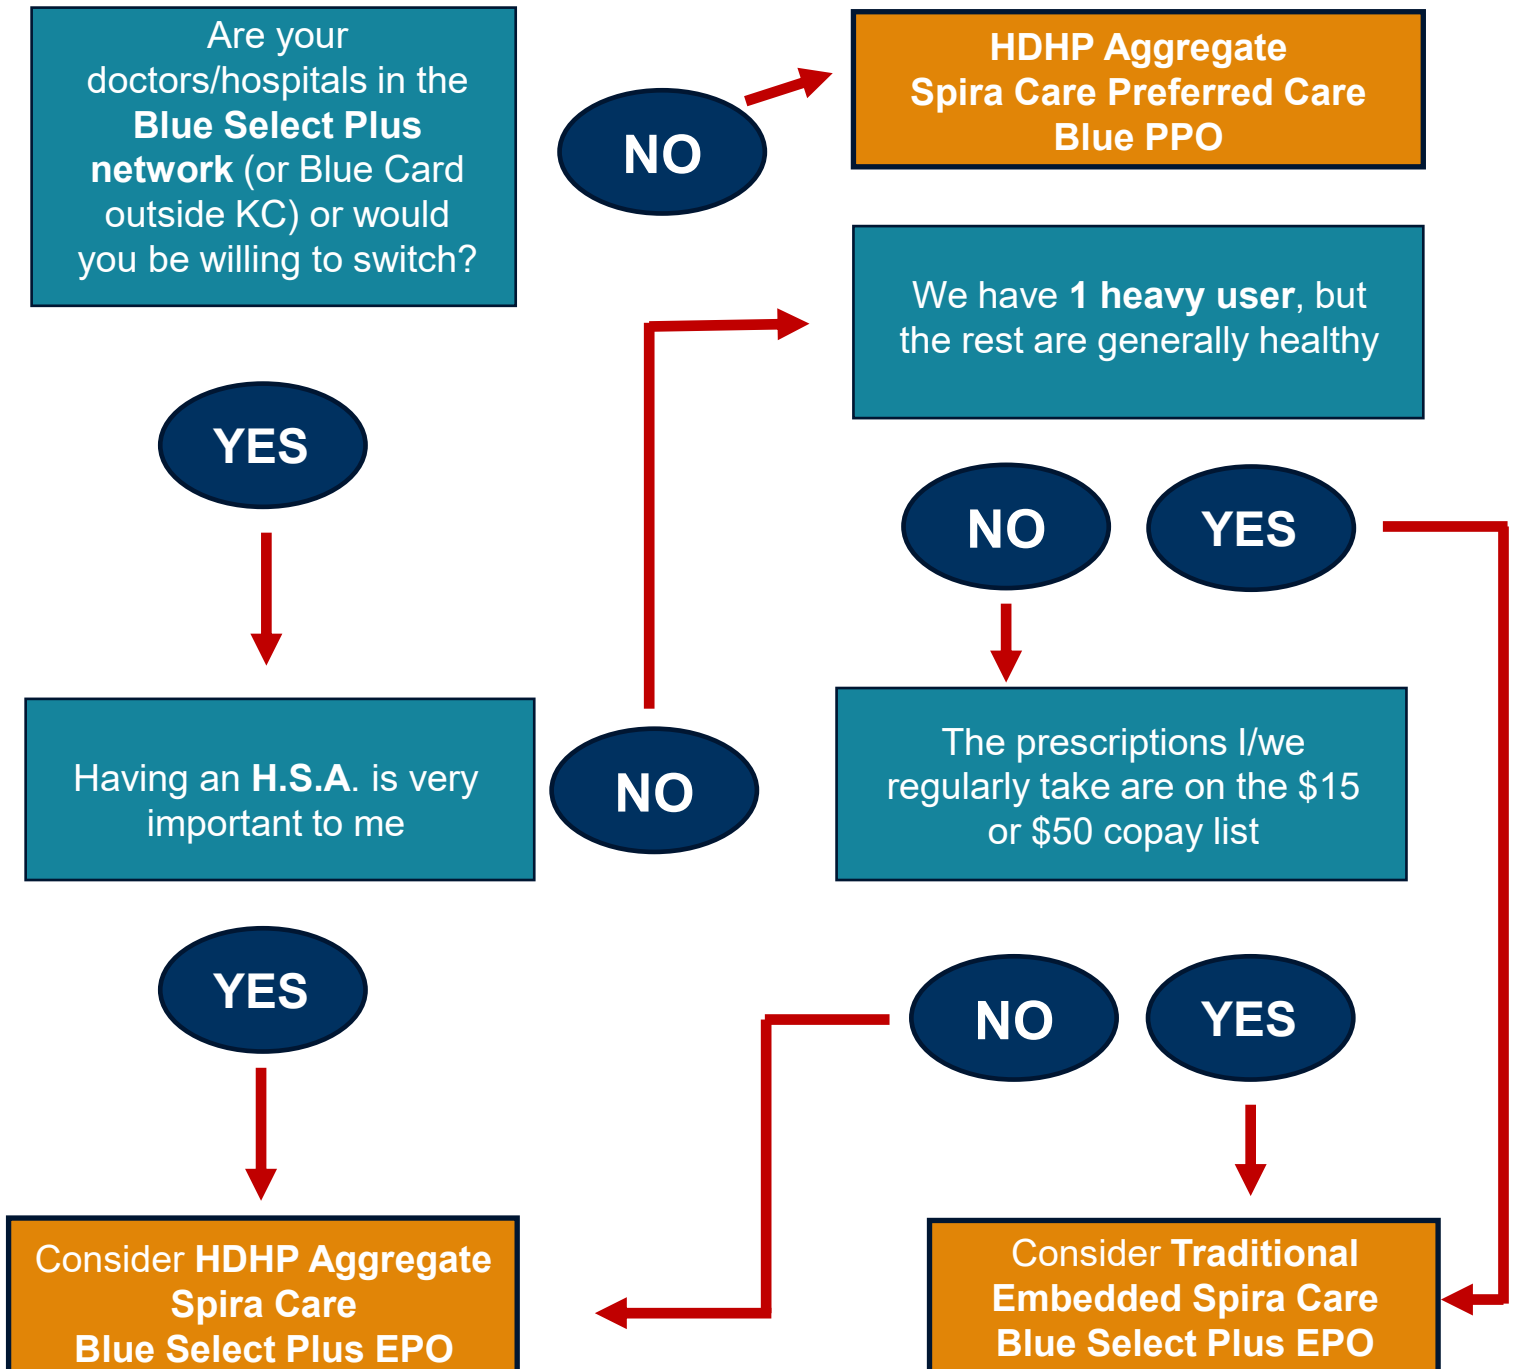 Are your
doctors/hospitals in the
Blue Select Plus
network (or Blue Card
outside KC) or would
you be willing to switch?
NO
HDHP Aggregate
Spira Care Preferred Care
Blue PPO
We have 1 heavy user, but
the rest are generally healthy
YES
NO
YES
Having an H.S.A. is very
important to me
NO
The prescriptions I/we
regularly take are on the $15
or $50 copay list
YES
NO
YES
Consider HDHP Aggregate
Spira Care
Blue Select Plus EPO
Consider Traditional
Embedded Spira Care
Blue Select Plus EPO